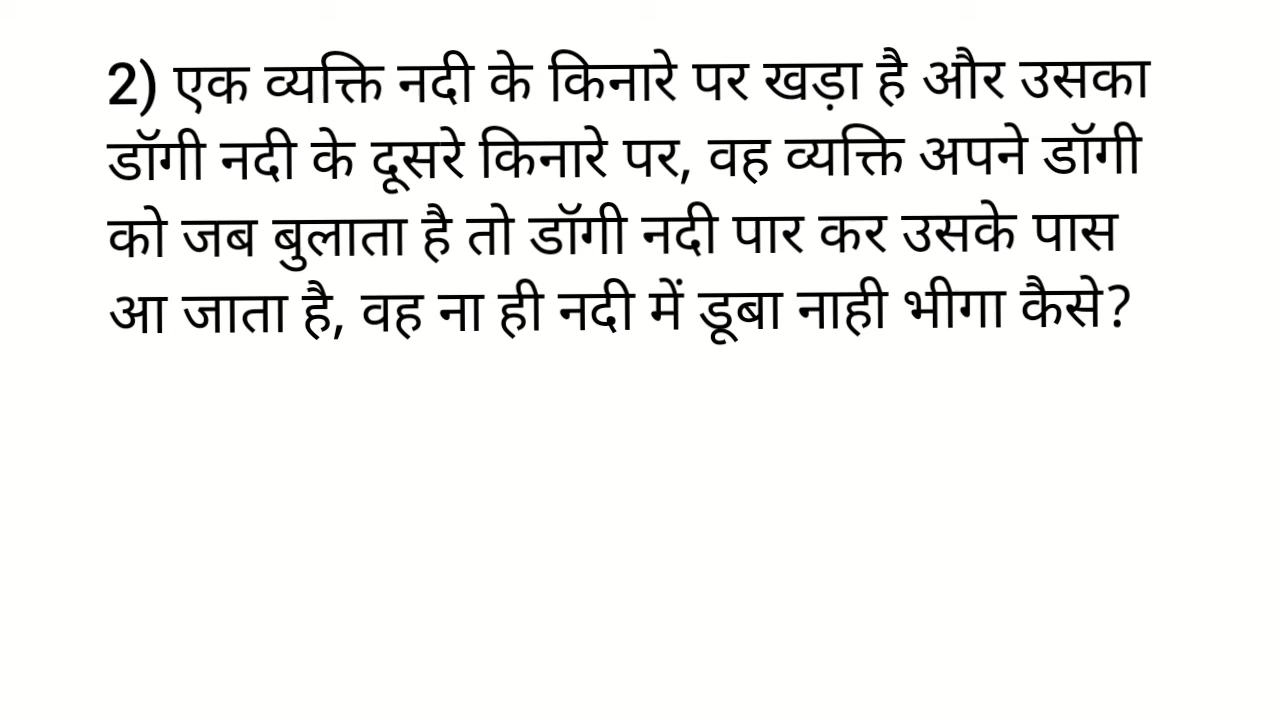 2) एक व्यक्ति नदी के किनारे पर खड़ा है और उसका
डॉगी नदी के दूसरे किनारे पर, वह व्यक्ति अपने डॉगी
को जब बुलाता है तो डॉगी नदी पार कर उसके पास
आ जाता है, वह ना ही नदी में डूबा नाही भीगा कैसे?